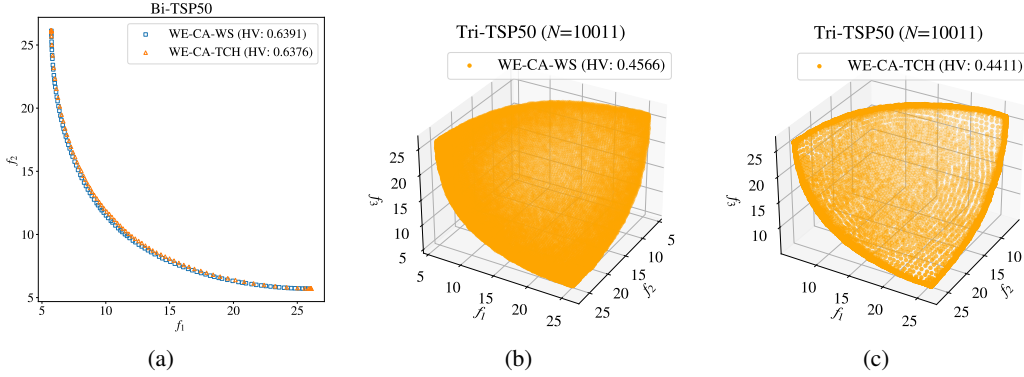 Bi-TSP50
WE-CA-WS (HV: 0.6391)
WE-CA-TCH (HV: 0.6376)
25
20
15
10
5
f₂
5
10
15
20
25
f₁
(a)
Tri-TSP50 (N=10011)
WE-CA-WS (HV: 0.4566)
25
20
15
10
f₃
5
10
15
20
25
f₁
5
10
15
20
25
f₂
(b)
Tri-TSP50 (N=10011)
WE-CA-TCH (HV: 0.4411)
25
20
15
10
f₃
10
15
20
25
f₁
10
15
20
25
f₂
(c)